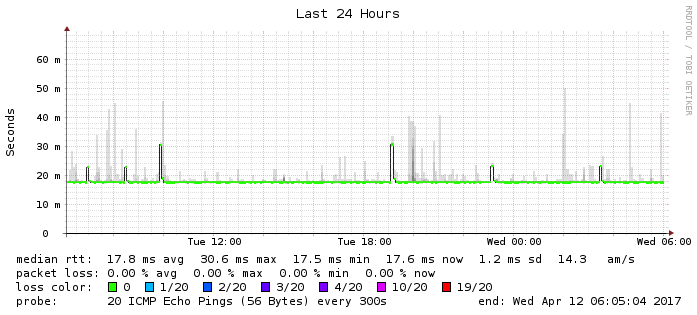 Last 24 Hours
RRDTOOL / TOBI OETIKER
Seconds
60 m
50 m
40 m
30 m
20 m
10 m
0
Tue 12:00 Tue 18:00 Wed 00:00 Wed 06:00
median rtt: 17.8 ms avg 30.6 ms max 17.5 ms min 17.6 ms now 1.2 ms sd 14.3 am/s
packet loss: 0.00 % avg 0.00 % max 0.00 % min 0.00 % now
loss color: 0 1/20 2/20 3/20 4/20 10/20 19/20
probe: 20 ICMP Echo Pings (56 Bytes) every 300s end: Wed Apr 12 06:05:04 2017